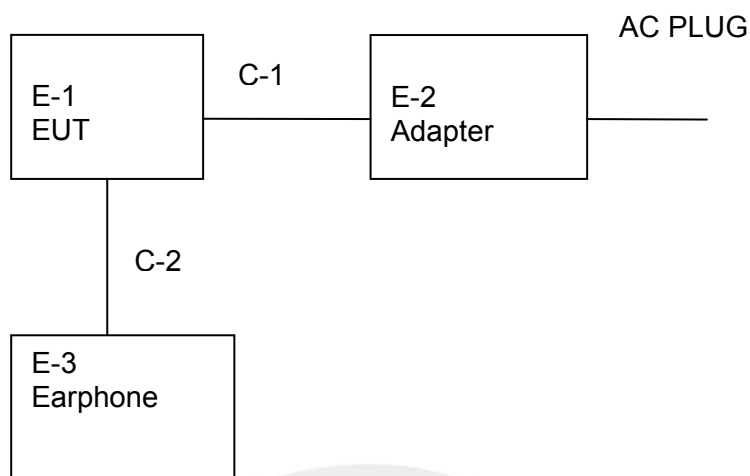 AC PLUG
C-1
E-1
EUT
E-2
Adapter
C-2
E-3
Earphone